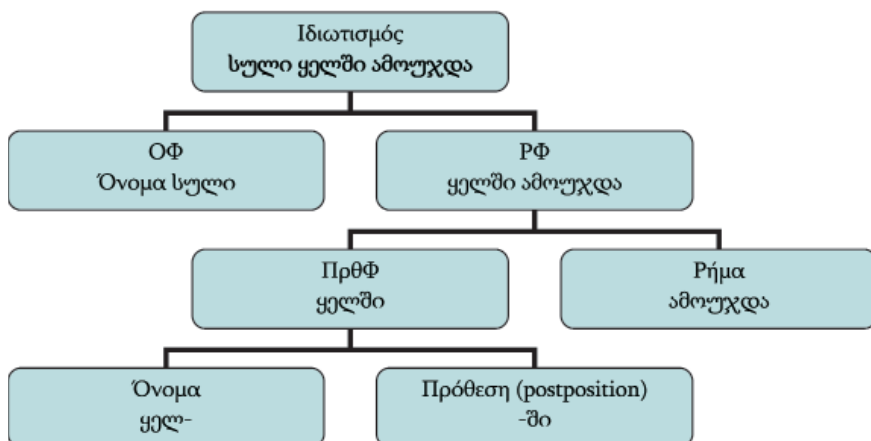 Ιδιωτισμός
სული ყელში ამოუჯდა
ΟΦ
Όνομα სული
ΡΦ
ყელში ამოუჯდა
ΠρθΦ
ყელში
Ρήμα
ამოუჯდა
Όνομα
ყელ-
Πρόθεση (postposition)
-ში